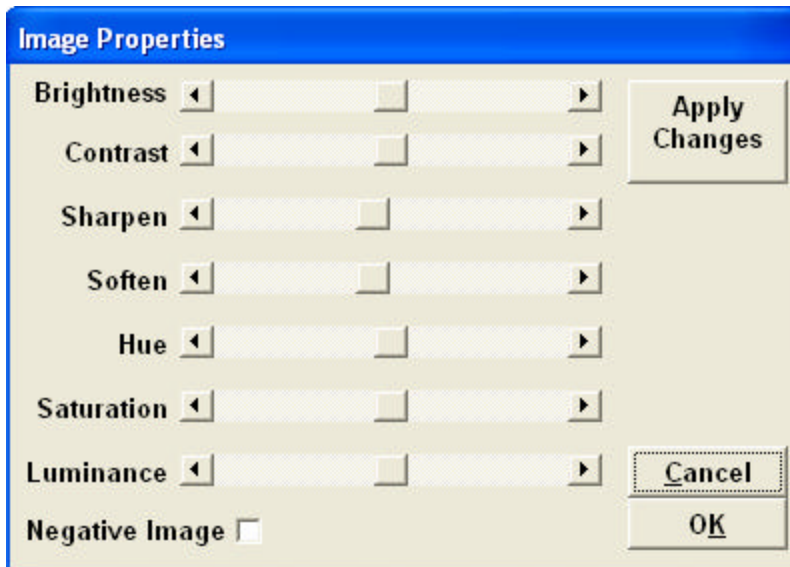 Image Properties
Brightness
Apply
Changes
Contrast
Sharpen
Soften
Hue
Saturation
Luminance
Cancel
Negative Image
OK